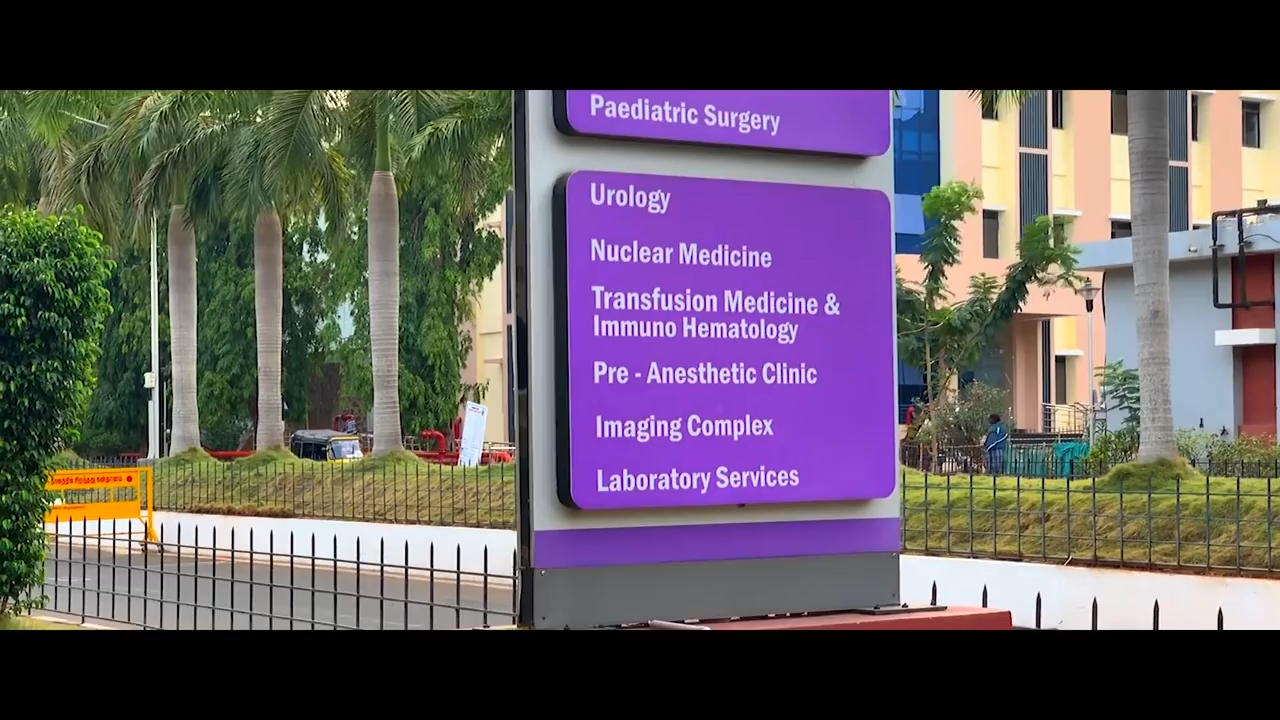 Paediatric Surgery
Urology
Nuclear Medicine
Transfusion Medicine &
Immuno Hematology
Pre - Anesthetic Clinic
Imaging Complex
Laboratory Services